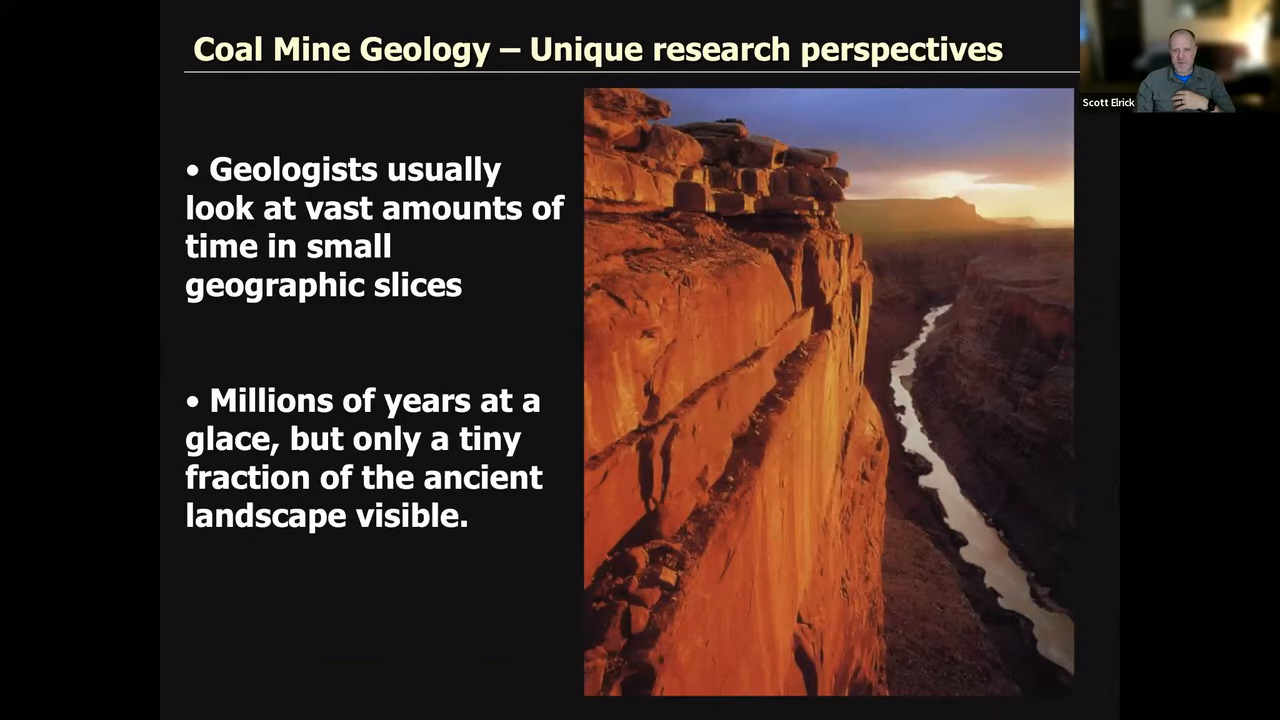 Coal Mine Geology – Unique research perspectives
Scott Elrick
• Geologists usually
look at vast amounts of
time in small
geographic slices
• Millions of years at a
glace, but only a tiny
fraction of the ancient
landscape visible.